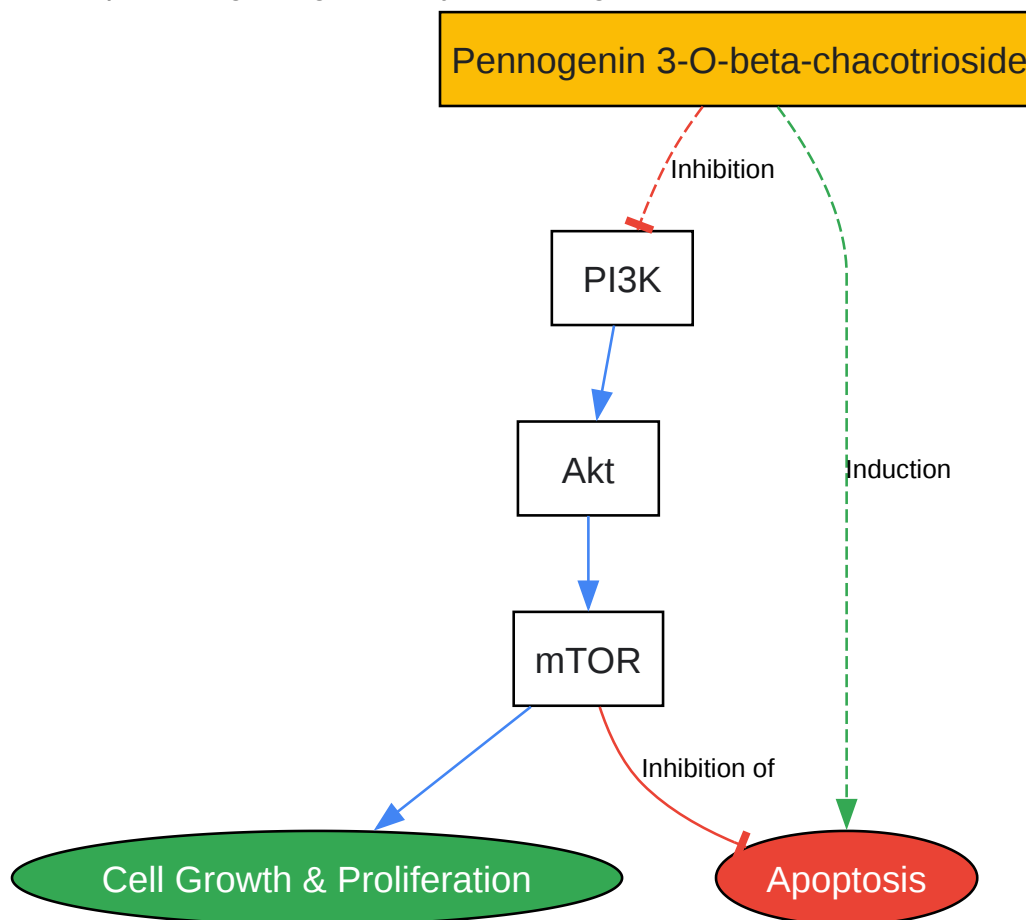 Pennogenin 3-O-beta-chacotrioside
Inhibition
PI3K
Akt
Induction
mTOR
Inhibition of
Cell Growth & Proliferation
Apoptosis